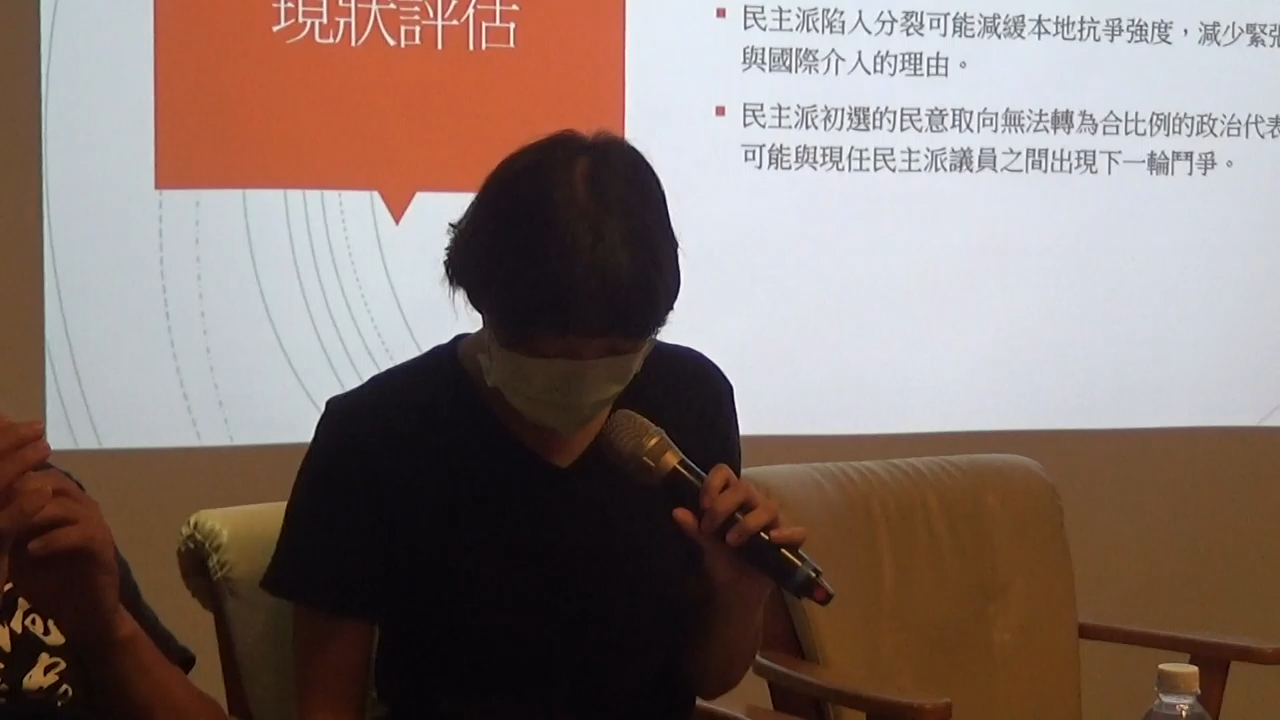 現狀評估
民主派陷入分裂可能減緩本地抗爭強度，減少緊張
與國際介入的理由。
民主派初選的民意取向無法轉為合比例的政治代表
可能與現任民主派議員之間出現下一輪鬥爭。